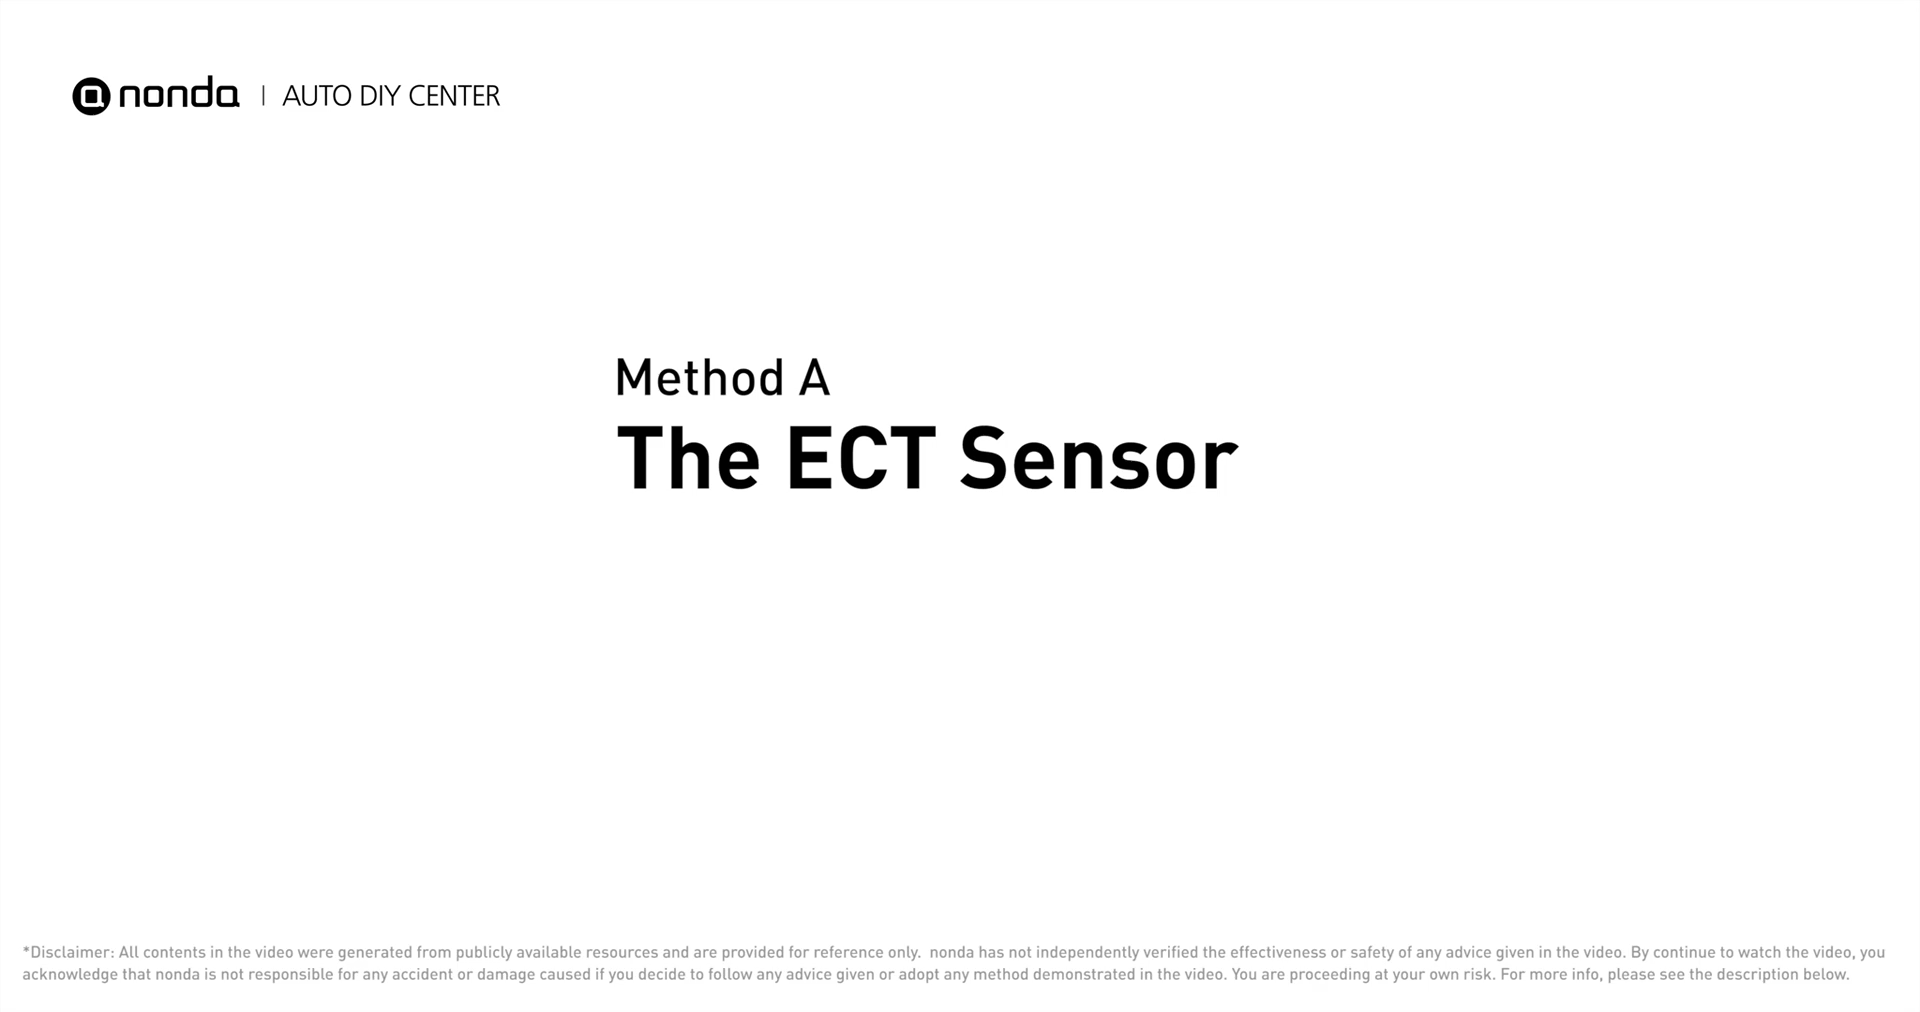 nonda | AUTO DIY CENTER
Method A
The ECT Sensor
*Disclaimer: All contents in the video were generated from publicly available resources and are provided for reference only.  nonda has not independently verified the effectiveness or safety of any advice given in the video. By continue to watch the video, you
acknowledge that nonda is not responsible for any accident or damage caused if you decide to follow any advice given or adopt any method demonstrated in the video. You are proceeding at your own risk. For more info, please see the description below.